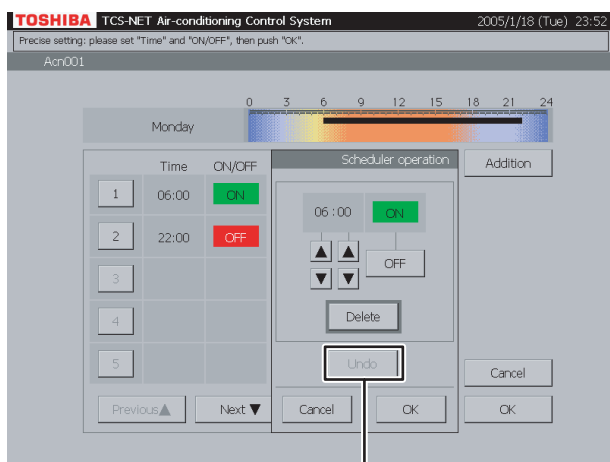 TOSHIBA TCS-NET Air-conditioning Control System 2005/1/18 (Tue) 23:52
Precise setting: please set "Time" and "ON/OFF", then push "OK".
Acn001
0 3 6 9 12 15 18 21 24
Monday
Time ON/OFF
1 06:00 ON
2 22:00 OFF
3
4
5
Previous▲ Next▼
Scheduler operation
06:00 ON
▲ ▲
▼ ▼
OFF
Delete
Undo
Cancel OK
Addition
Cancel
OK